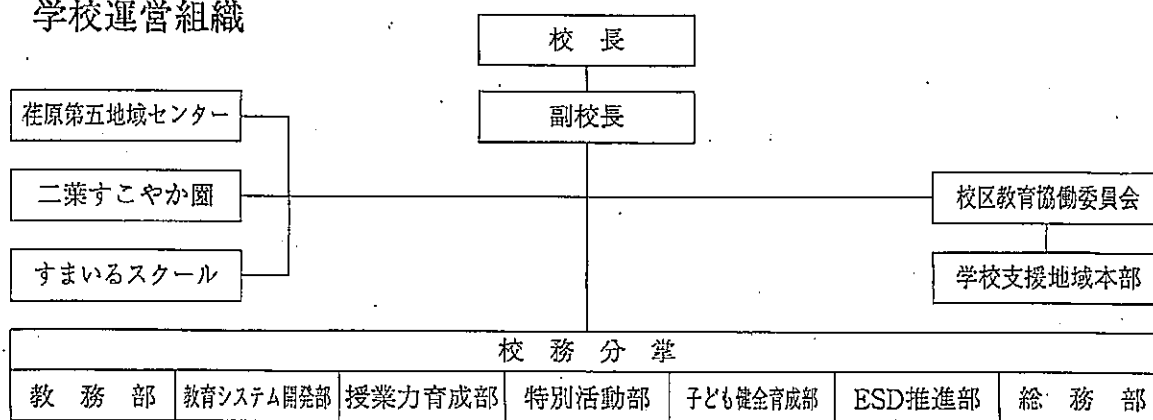 学校運営組織
校 長
副校長
荏原第五地域センター
二葉すこやか園
すまいるスクール
校区教育協働委員会
学校支援地域本部
校 務 分 掌
教 務 部 教育システム開発部 授業力育成部 特別活動部 子ども健全育成部 ESD推進部 総 務 部